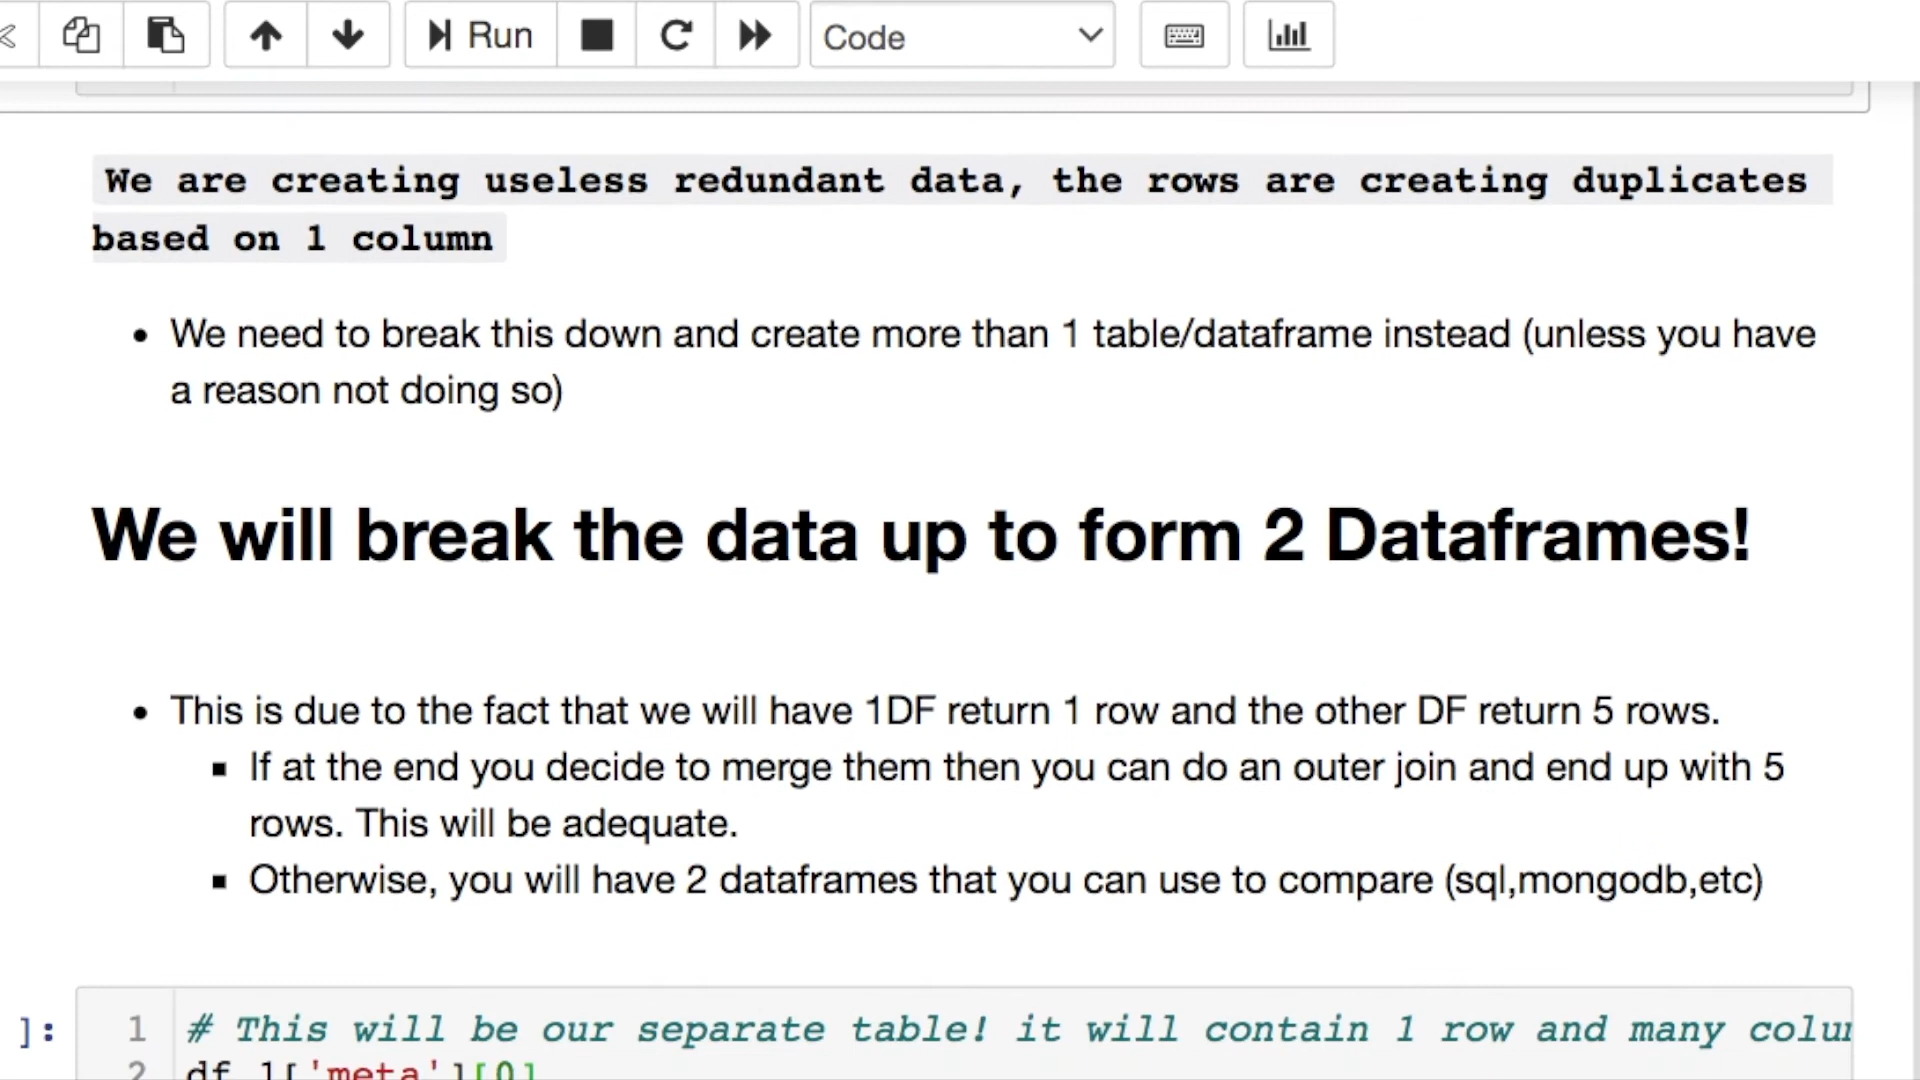 Run
Code
We are creating useless redundant data, the rows are creating duplicates
based on 1 column
• We need to break this down and create more than 1 table/dataframe instead (unless you have
a reason not doing so)
We will break the data up to form 2 Dataframes!
• This is due to the fact that we will have 1DF return 1 row and the other DF return 5 rows.
▪ If at the end you decide to merge them then you can do an outer join and end up with 5
rows. This will be adequate.
▪ Otherwise, you will have 2 dataframes that you can use to compare (sql,mongodb,etc)
]: 1 # This will be our separate table! it will contain 1 row and many
2 df_1['meta'][0]